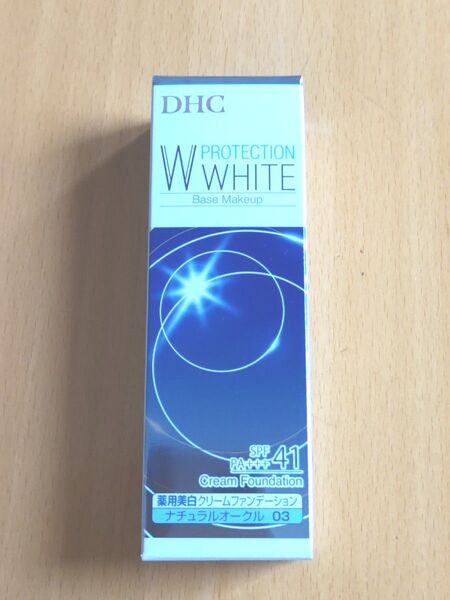 DHC
PROTECTION
W WHITE
Base Makeup
SPF 41
PA+++
Cream Foundation
薬用美白クリームファンデーション
ナチュラルオークル 03